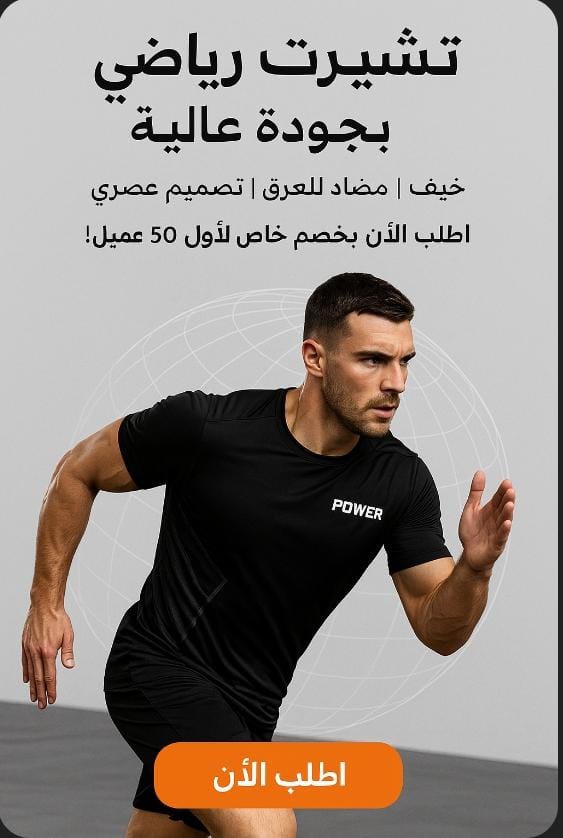 تشيرت رياضي
بجودة عالية
خيف | مضاد للعرق | تصميم عصري
اطلب الأن بخصم خاص لأول 50 عميل!
POWER
اطلب الأن